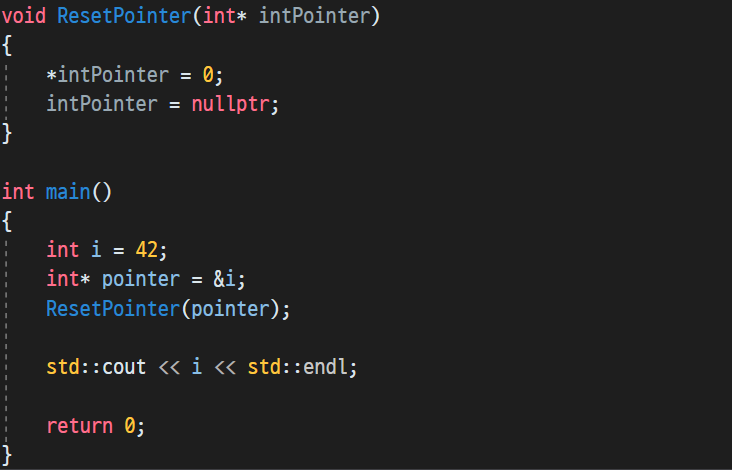 void ResetPointer(int* intPointer)
{
    *intPointer = 0;
    intPointer = nullptr;
}

int main()
{
    int i = 42;
    int* pointer = &i;
    ResetPointer(pointer);

    std::cout << i << std::endl;

    return 0;
}